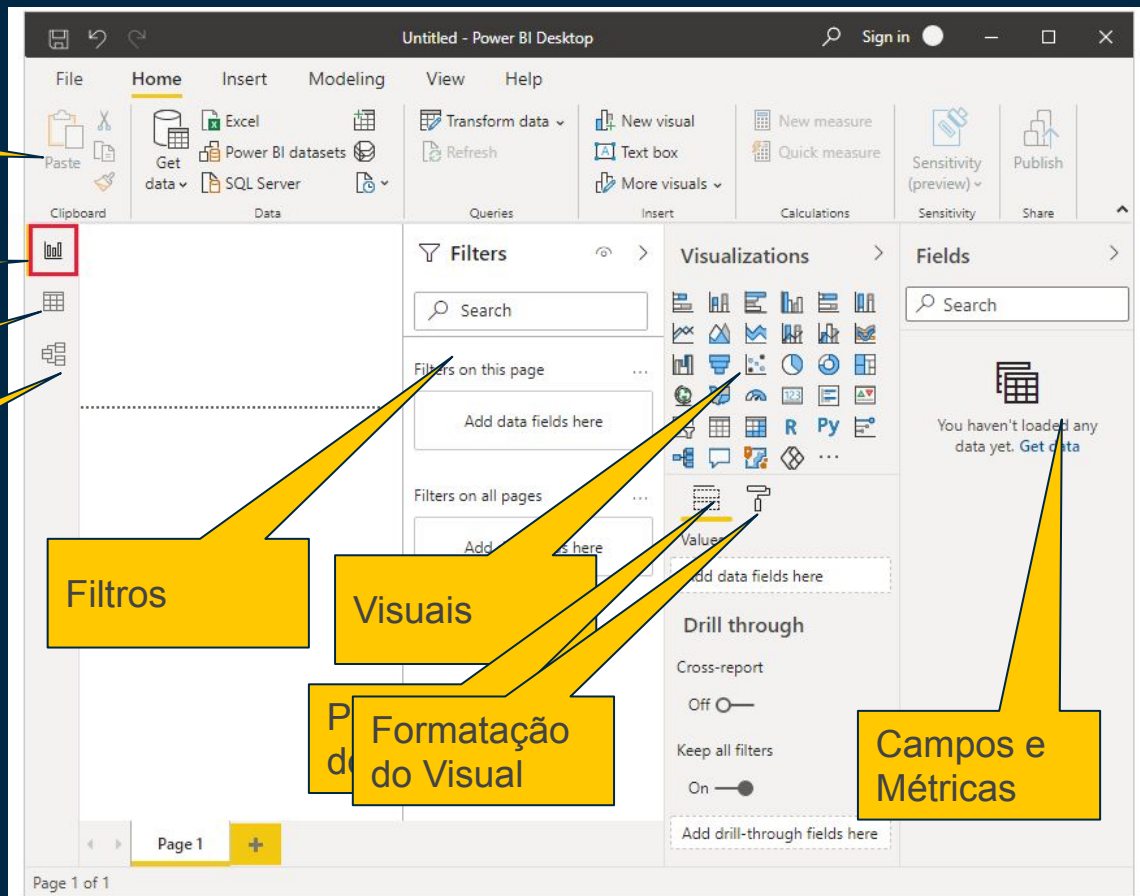 Untitled - Power BI Desktop
Sign in
File Home Insert Modeling View Help
Paste
Get data
Excel
Power BI datasets
SQL Server
Transform data
Refresh
New visual
Text box
More visuals
New measure
Quick measure
Sensitivity
(preview)
Publish
Clipboard
Data
Queries
Insert
Calculations
Sensitivity
Share
Filters
Search
Filters on this page
...
Add data fields here
Filters on all pages
...
Add
here
Visualizations
123
R
Py
...
Values
Add data fields here
Drill through
Cross-report
Off
Keep all filters
On
Add drill-through fields here
Fields
Search
You haven't loaded any
data yet. Get data
Filtros
Visuais
Formatação
do Visual
Campos e
Métricas
Page 1
+
Page 1 of 1